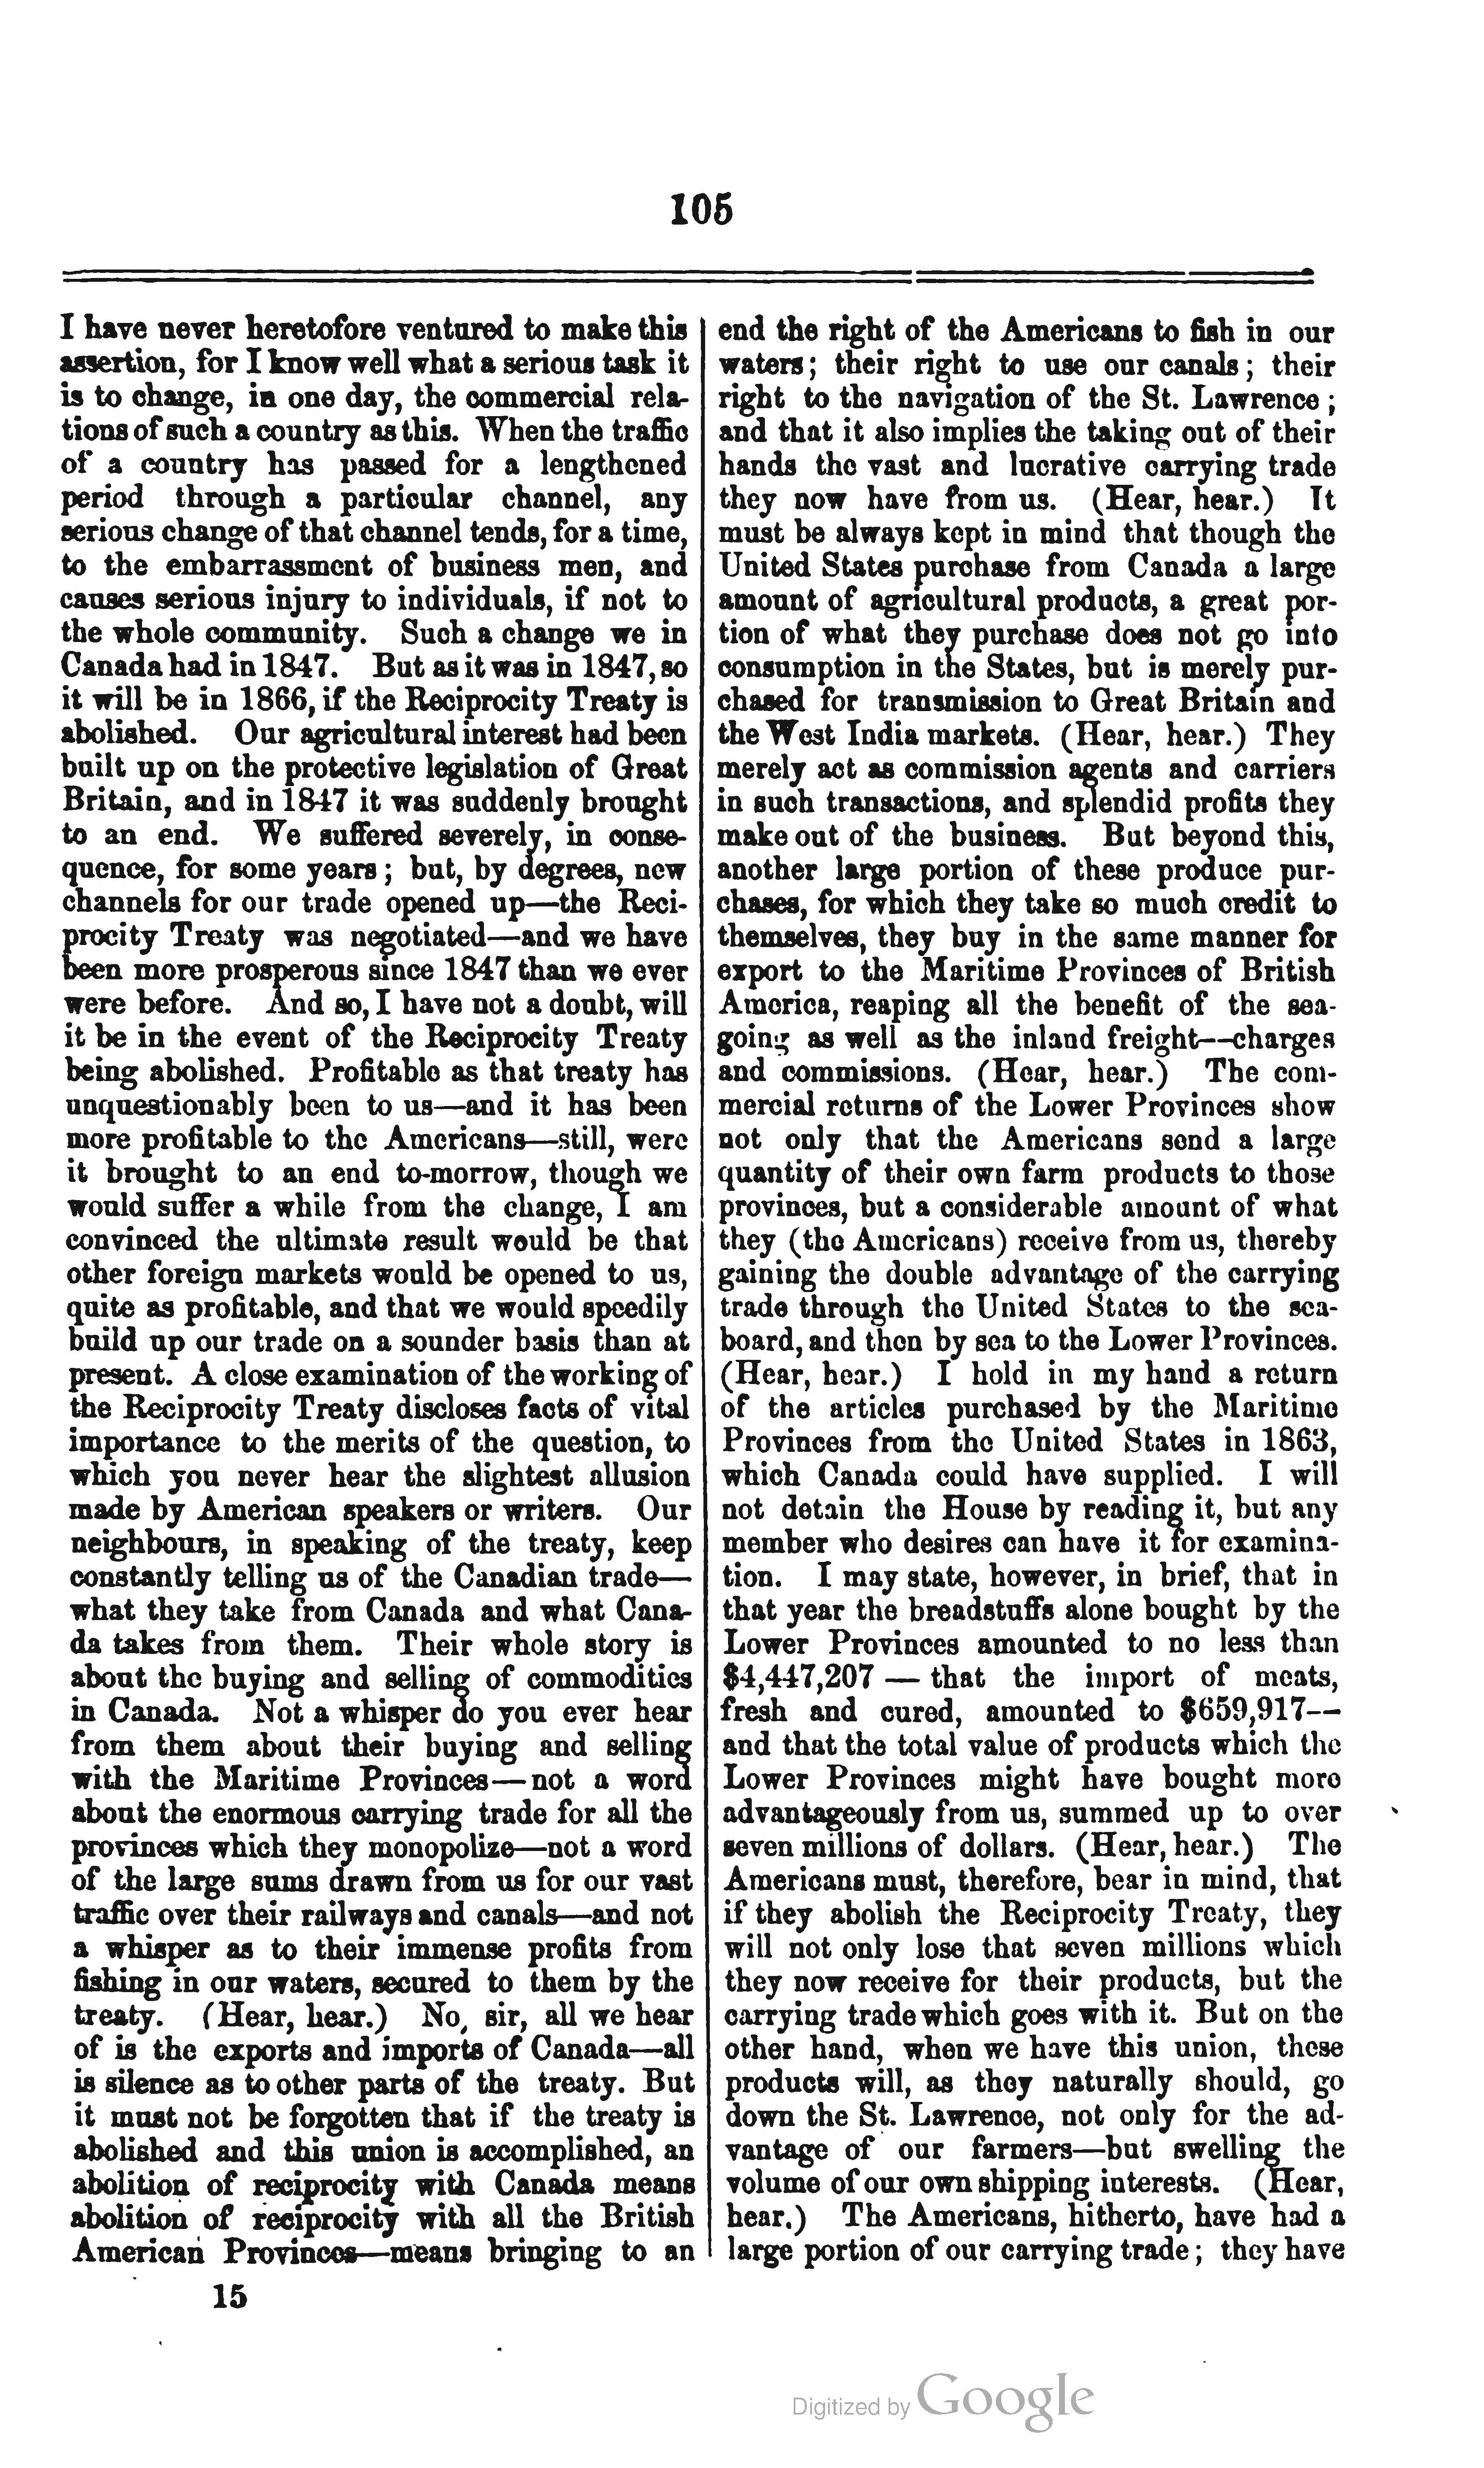 105
I have never heretofore ventured to make this
assertion, for I know well what a serious task it
is to change, in one day, the commercial rela-
tions of such a country as this. When the traffic
of a country has passed for a lengthened
period through a particular channel, any
serious change of that channel tends, for a time,
to the embarrassment of business men, and
causes serious injury to individuals, if not to
the whole community. Such a change we in
Canada had in 1847. But as it was in 1847, so
it will be in 1866, if the Reciprocity Treaty is
abolished. Our agricultural interest had been
built up on the protective legislation of Great
Britain, and in 1847 it was suddenly brought
to an end. We suffered severely, in conse-
quence, for some years; but, by degrees, new
channels for our trade opened up—the Reci-
procity Treaty was negotiated—and we have
been more prosperous since 1847 than we ever
were before. And so, I have not a doubt, will
it be in the event of the Reciprocity Treaty
being abolished. Profitable as that treaty has
unquestionably been to us—and it has been
more profitable to the Americans—still, were
it brought to an end to-morrow, though we
would suffer a while from the change, I am
convinced the ultimate result would be that
other foreign markets would be opened to us,
quite as profitable, and that we would speedily
build up our trade on a sounder basis than at
present. A close examination of the working of
the Reciprocity Treaty discloses facts of vital
importance to the merits of the question, to
which you never hear the slightest allusion
made by American speakers or writers. Our
neighbours, in speaking of the treaty, keep
constantly telling us of the Canadian trade—
what they take from Canada and what Cana-
da takes from them. Their whole story is
about the buying and selling of commodities
in Canada. Not a whisper do you ever hear
from them about their buying and selling
with the Maritime Provinces—not a word
about the enormous carrying trade for all the
provinces which they monopolize—not a word
of the large sums drawn from us for our vast
traffic over their railways and canals—and not
a whisper as to their immense profits from
fishing in our waters, secured to them by the
treaty. (Hear, hear.) No, sir, all we hear
of is the exports and imports of Canada—all
is silence as to other parts of the treaty. But
it must not be forgotten that if the treaty is
abolished and this union is accomplished, an
abolition of reciprocity with Canada means
abolition of reciprocity with all the British
American Provinces—means bringing to an
15
end the right of the Americans to fish in our
waters; their right to use our canals; their
right to the navigation of the St. Lawrence;
and that it also implies the taking out of their
hands the vast and lucrative carrying trade
they now have from us. (Hear, hear.) It
must be always kept in mind that though the
United States purchase from Canada a large
amount of agricultural products, a great por-
tion of what they purchase does not go into
consumption in the States, but is merely pur-
chased for transmission to Great Britain and
the West India markets. (Hear, hear.) They
merely act as commission agents and carriers
in such transactions, and splendid profits they
make out of the business. But beyond this,
another large portion of these produce pur-
chases, for which they take so much credit to
themselves, they buy in the same manner for
export to the Maritime Provinces of British
America, reaping all the benefit of the sea-
going as well as the inland freight—charges
and commissions. (Hear, hear.) The com-
mercial returns of the Lower Provinces show
not only that the Americans send a large
quantity of their own farm products to those
provinces, but a considerable amount of what
they (the Americans) receive from us, thereby
gaining the double advantage of the carrying
trade through the United States to the sea-
board, and then by sea to the Lower Provinces.
(Hear, hear.) I hold in my hand a return
of the articles purchased by the Maritime
Provinces from the United States in 1863,
which Canada could have supplied. I will
not detain the House by reading it, but any
member who desires can have it for examina-
tion. I may state, however, in brief, that in
that year the breadstuffs alone bought by the
Lower Provinces amounted to no less than
$4,447,207 — that the import of meats,
fresh and cured, amounted to $659,917—
and that the total value of products which the
Lower Provinces might have bought more
advantageously from us, summed up to over
seven millions of dollars. (Hear, hear.) The
Americans must, therefore, bear in mind, that
if they abolish the Reciprocity Treaty, they
will not only lose that seven millions which
they now receive for their products, but the
carrying trade which goes with it. But on the
other hand, when we have this union, these
products will, as they naturally should, go
down the St. Lawrence, not only for the ad-
vantage of our farmers—but swelling the
volume of our own shipping interests. (Hear,
hear.) The Americans, hitherto, have had a
large portion of our carrying trade; they have
Digitized by Google